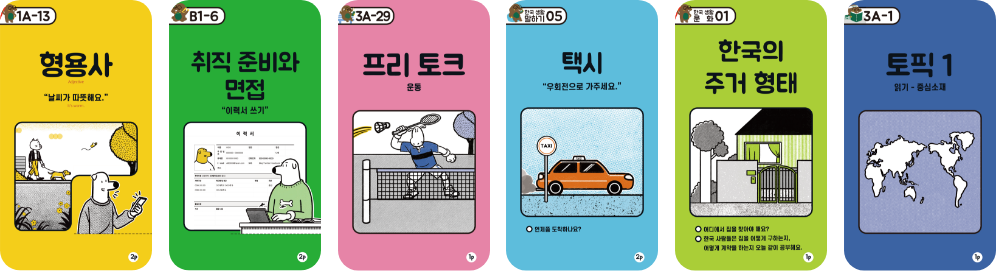 1A-13
형용사
"날씨가 따뜻해요."
2p
B1-6
취직 준비와
면접
"이력서 쓰기"
이 력 서
2p
3A-29
프리 토크
운동
1p
한국 생활
말하기 05
택시
"우회전으로 가주세요."
TAXI
언제쯤 도착하나요?
2p
한국 생활
문 화 01
한국의
주거 형태
어디에서 집을 찾아야 해요?
한국 사람들은 집을 어떻게 구하는지,
어떻게 계약을 하는지 오늘 같이 공부해요.
1p
3A-1
토픽 1
읽기 - 중심소재
1p